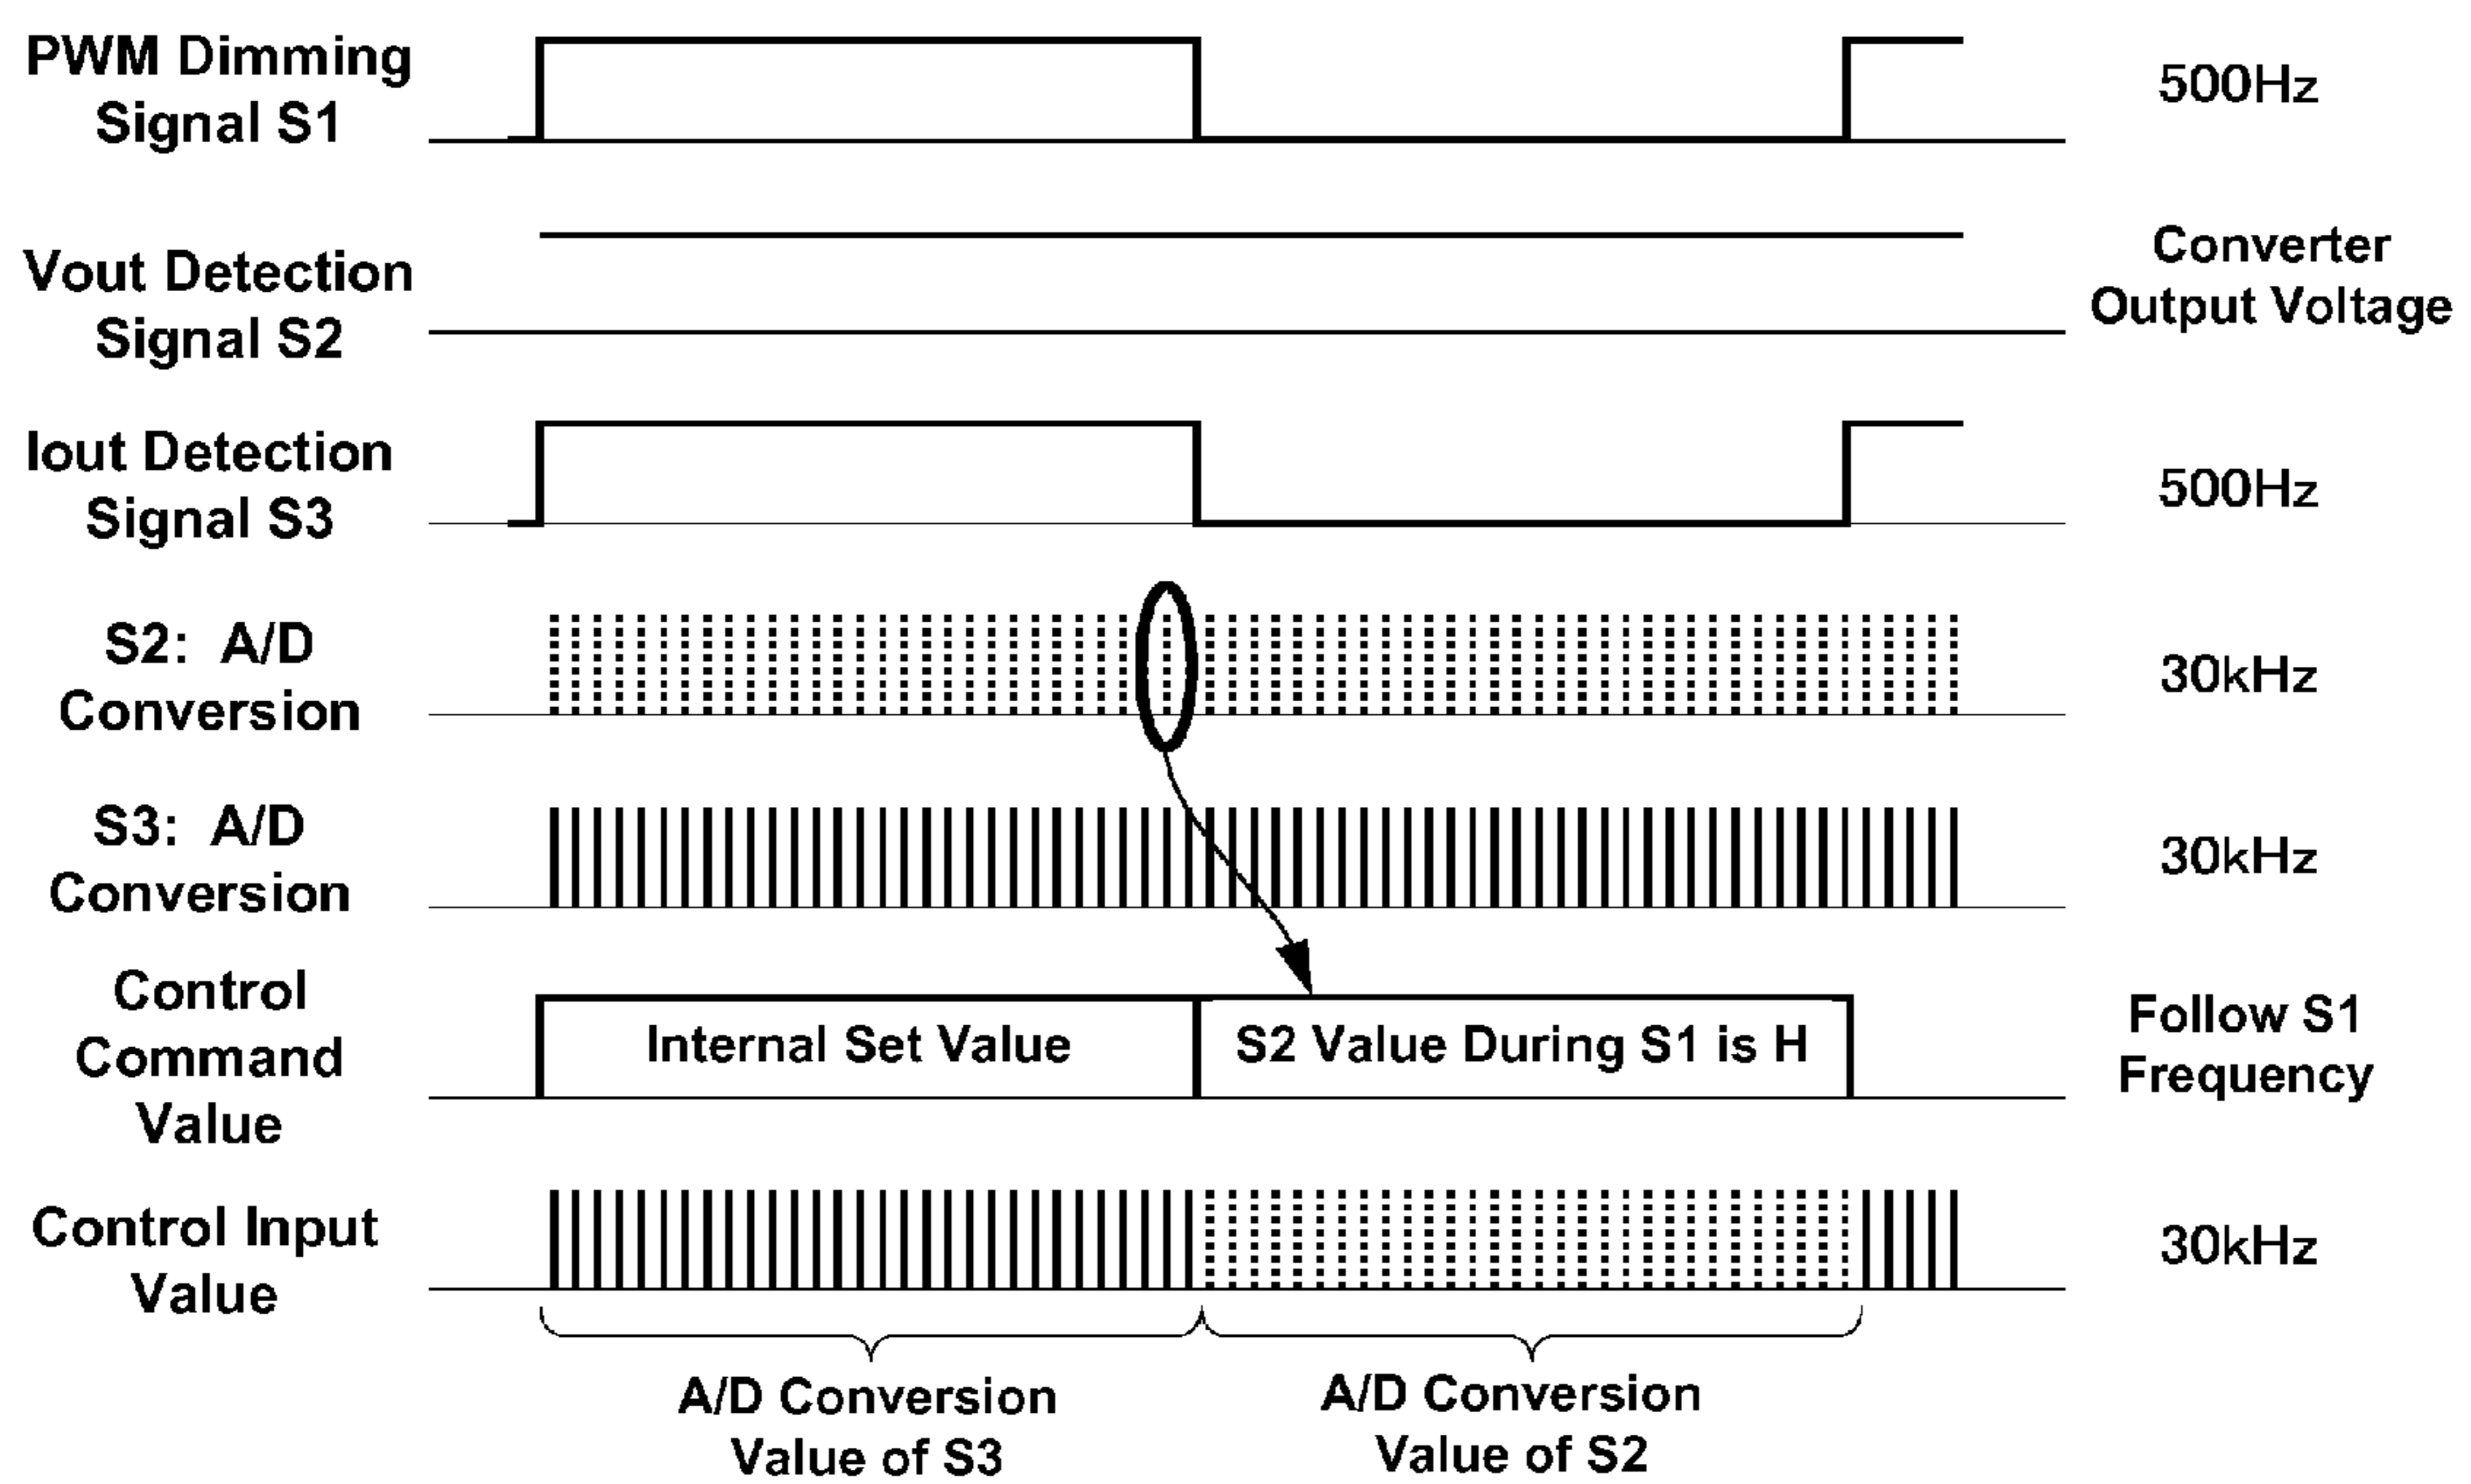 PWM Dimming
Signal S1
500Hz
Vout Detection
Signal S2
Converter
Output Voltage
Iout Detection
Signal S3
500Hz
S2: A/D
Conversion
30kHz
S3: A/D
Conversion
30kHz
Control
Command
Value
Internal Set Value
S2 Value During S1 is H
Follow S1
Frequency
Control Input
Value
30kHz
A/D Conversion
Value of S3
A/D Conversion
Value of S2